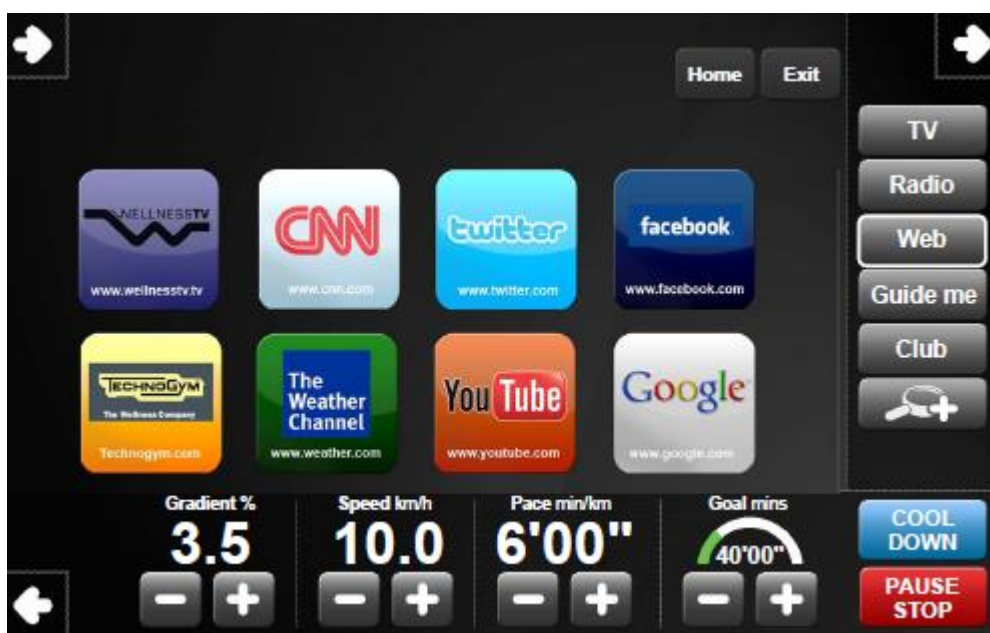 Home Exit
TV
Radio
Web
Guide me
Club
WELLNESSTV
www.wellnesstv.tv
CNN
www.cnn.com
twitter
www.twitter.com
facebook
www.facebook.com
TECHNOGYM
The Wellness Company
Technogym.com
The
Weather
Channel
www.weather.com
You Tube
www.youtube.com
Google
www.google.com
Gradient % Speed km/h Pace min/km Goal mins
3.5 10.0 6'00" 40'00"
COOL
DOWN
PAUSE
STOP